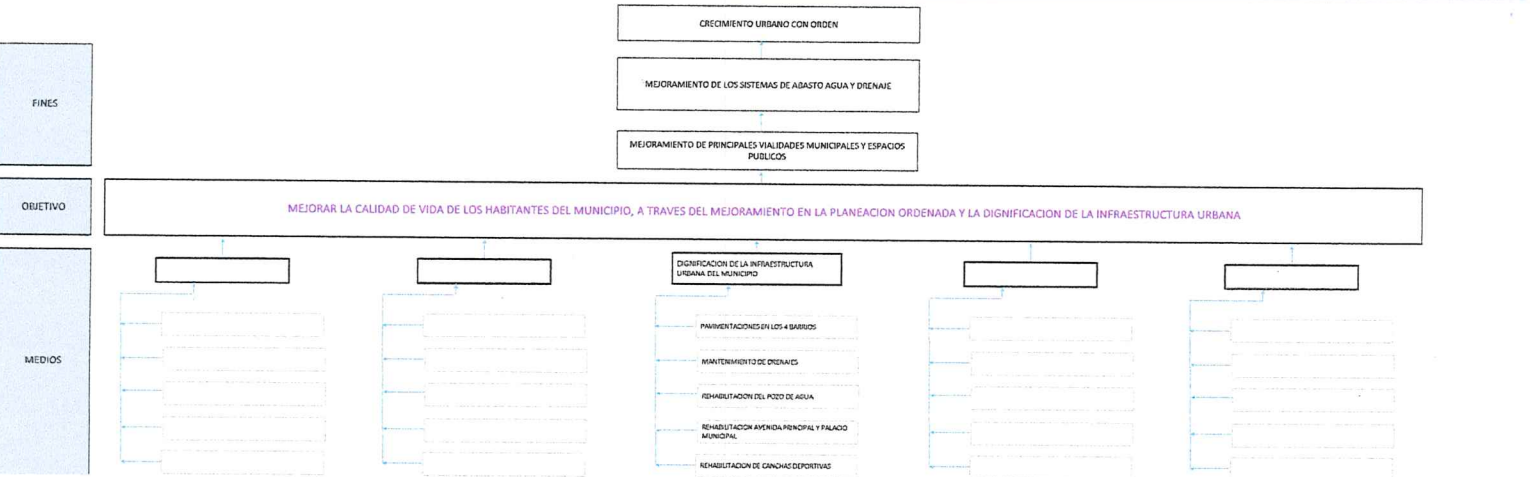 CRECIMIENTO URBANO CON ORDEN
FINES
MEJORAMIENTO DE LOS SISTEMAS DE ABASTO AGUA Y DRENAJE
MEJORAMIENTO DE PRINCIPALES VIALIDADES MUNICIPALES Y ESPACIOS
PUBLICOS
OBJETIVO
MEJORAR LA CALIDAD DE VIDA DE LOS HABITANTES DEL MUNICIPIO, A TRAVES DEL MEJORAMIENTO EN LA PLANEACION ORDENADA Y LA DIGNIFICACION DE LA INFRAESTRUCTURA URBANA
DIGNIFICACION DE LA INFRAESTRUCTURA
URBANA DEL MUNICIPIO
MEDIOS
PAVIMENTACIONES EN LOS 4 BARRIOS
MANTENIMIENTO DE DRENAJES
REHABILITACION DEL POZO DE AGUA
REHABILITACION AVENIDA PRINCIPAL Y PALACIO
MUNICIPAL
REHABILITACION DE CANCHAS DEPORTIVAS